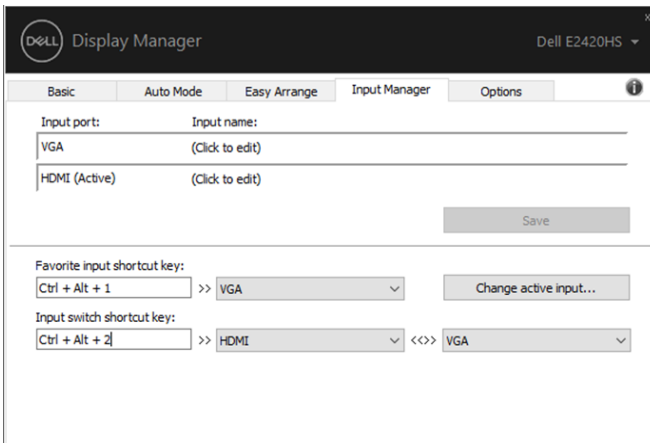 DELL Display Manager Dell E2420HS
Basic Auto Mode Easy Arrange Input Manager Options
Input port: Input name:
VGA (Click to edit)
HDMI (Active) (Click to edit)
Save
Favorite input shortcut key:
Ctrl + Alt + 1 >> VGA Change active input...
Input switch shortcut key:
Ctrl + Alt + 2 >> HDMI <<>> VGA